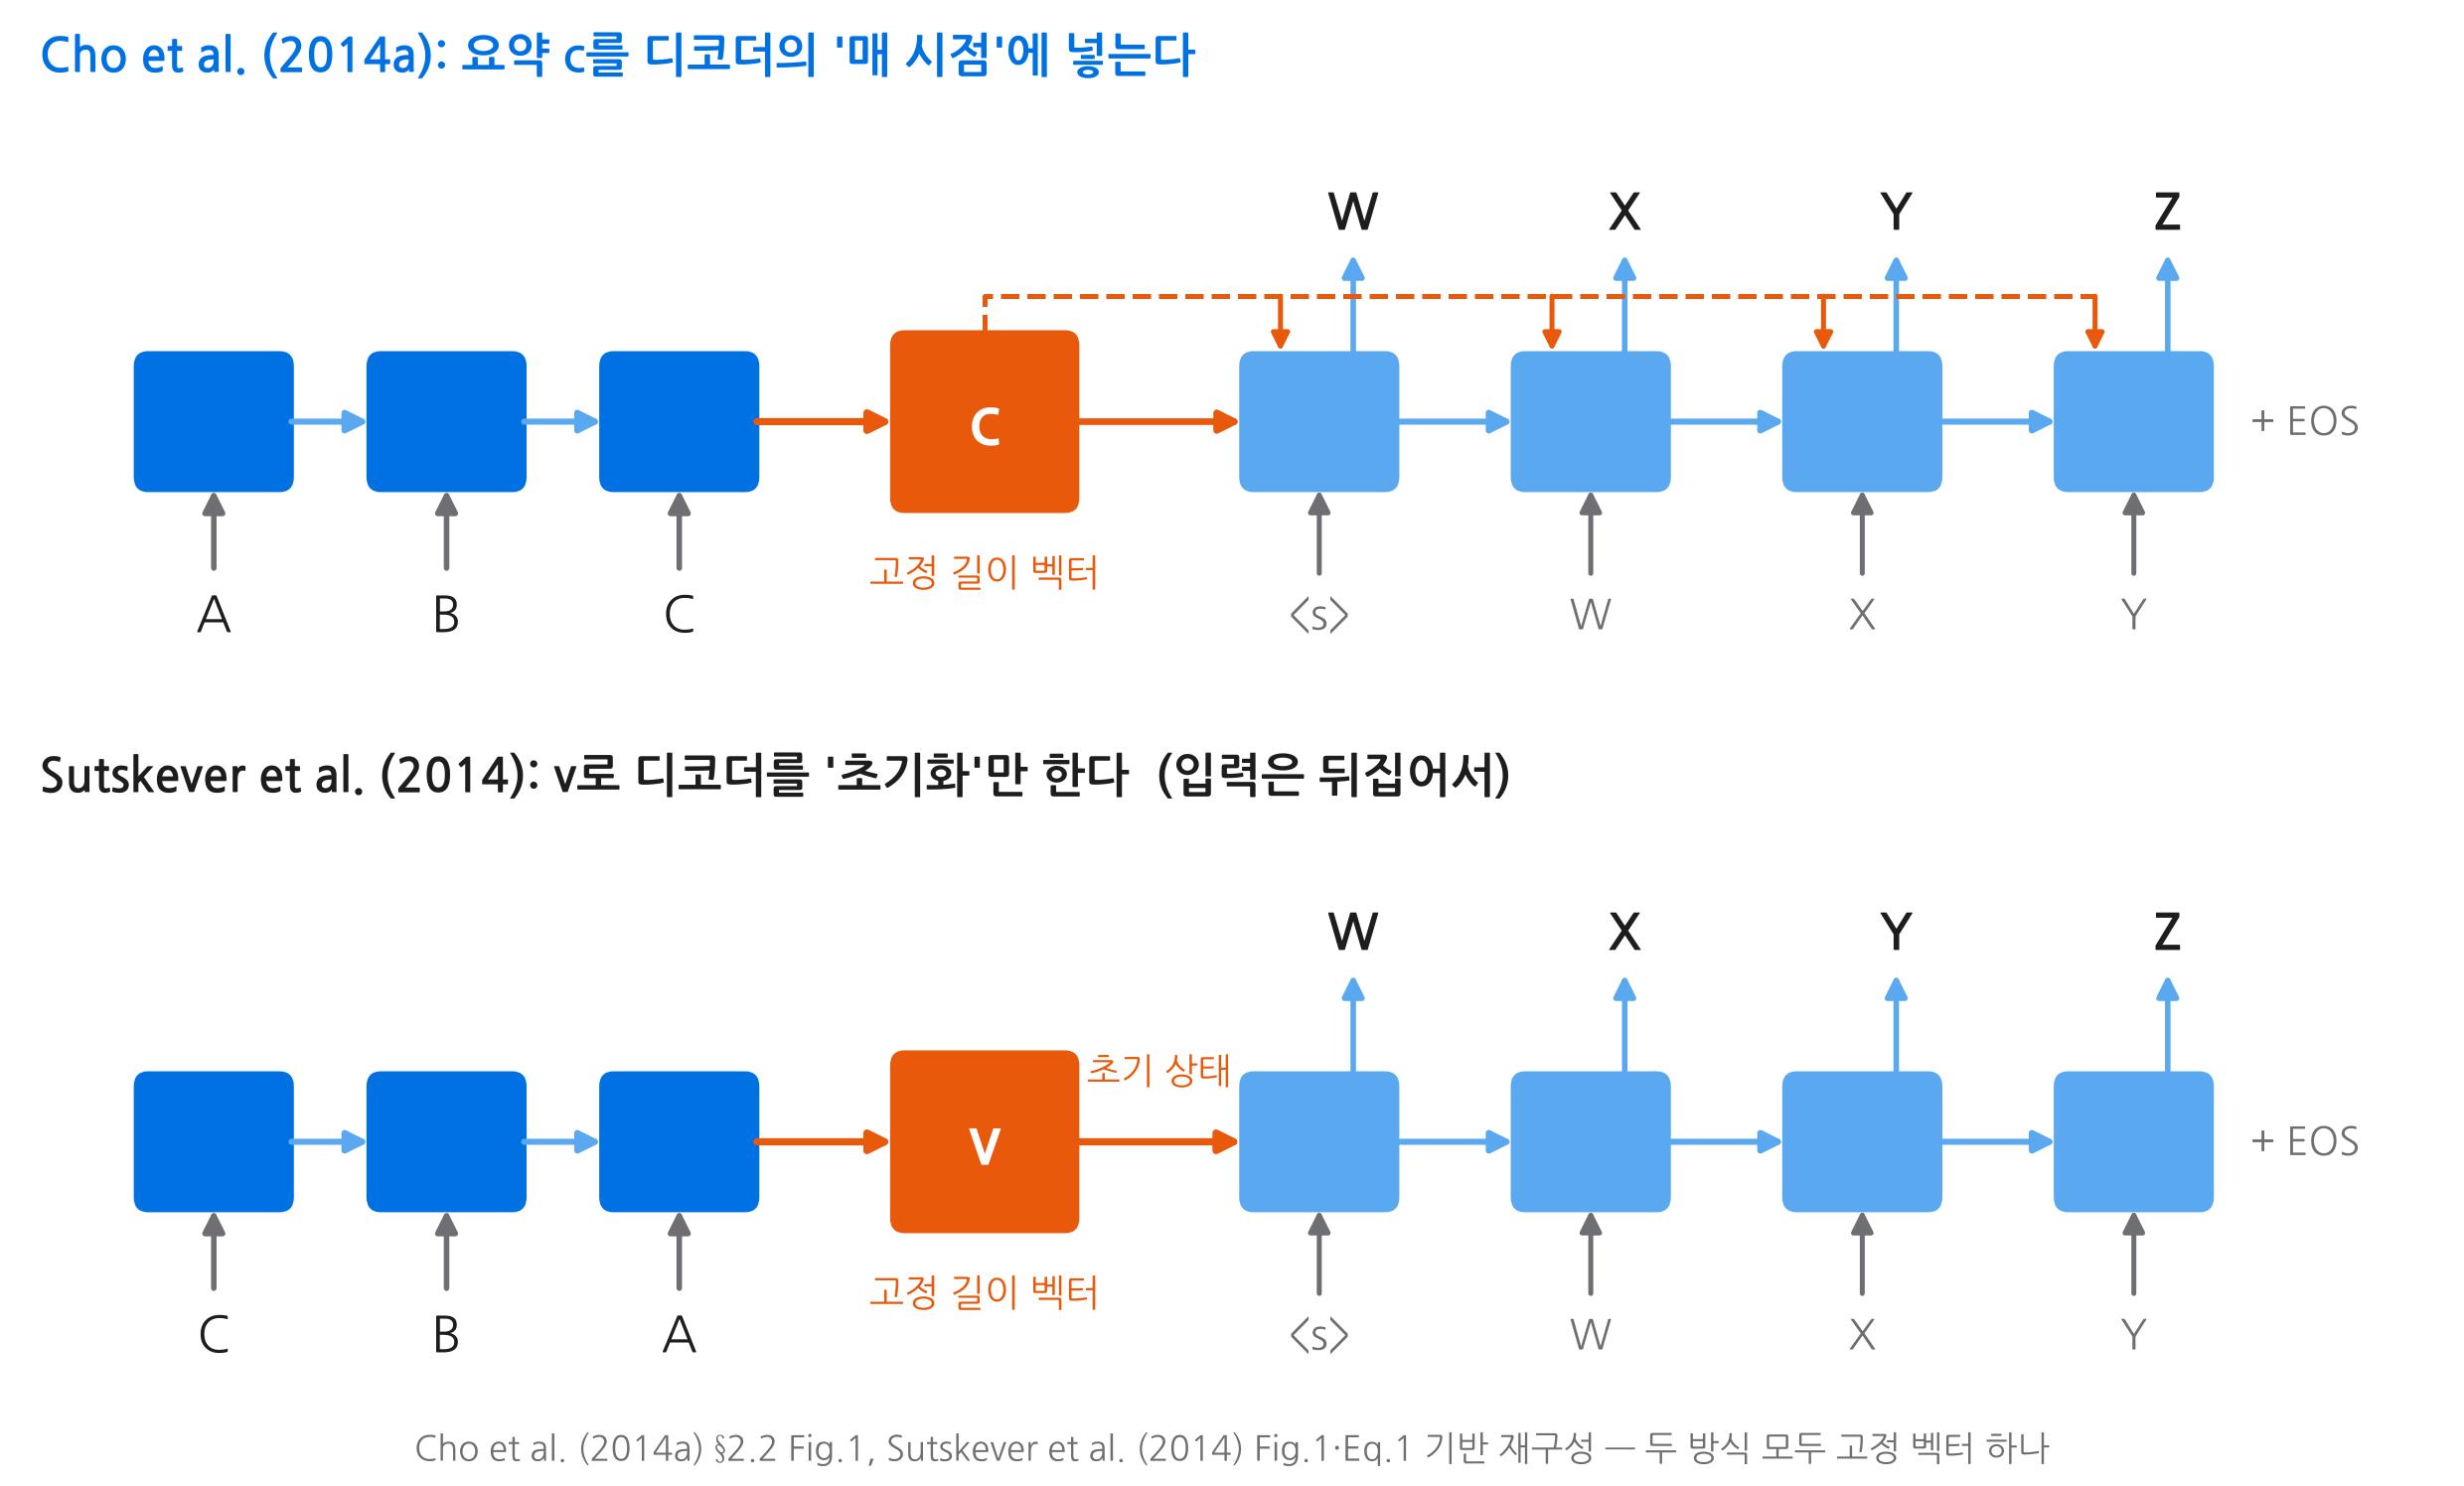 Cho et al. (2014a): 요약 c를 디코더의 '매 시점'에 넣는다
W X Y Z
c
+ EOS
고정 길이 벡터
A B C
⟨s⟩ W X Y
Sutskever et al. (2014): v로 디코더를 '초기화'만 한다 (입력은 뒤집어서)
W X Y Z
초기 상태
v
+ EOS
고정 길이 벡터
C B A
⟨s⟩ W X Y
Cho et al. (2014a) §2.2 Fig.1, Sutskever et al. (2014) Fig.1·Eq.1 기반 재구성 — 두 방식 모두 고정 벡터 하나